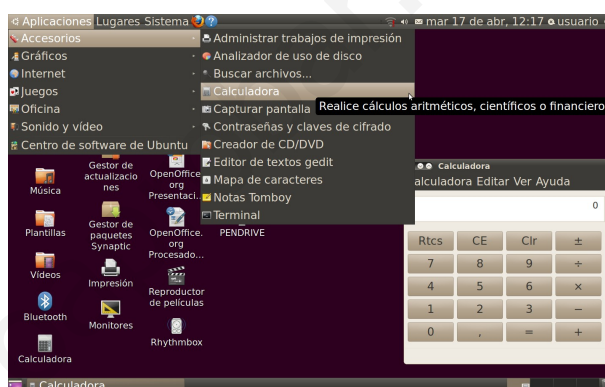 Aplicaciones Lugares Sistema
mar 17 de abr, 12:17 usuario
Accesorios
Gráficos
Internet
Juegos
Oficina
Sonido y vídeo
Centro de software de Ubuntu
Administrar trabajos de impresión
Analizador de uso de disco
Buscar archivos...
Calculadora
Capturar pantalla
Contraseñas y claves de cifrado
Creador de CD/DVD
Editor de textos gedit
Mapa de caracteres
Notas Tomboy
Terminal
Realice cálculos aritméticos, científicos o financiero
Música
Plantillas
Vídeos
Bluetooth
Calculadora
Gestor de
actualizacio
nes
Gestor de
paquetes
Synaptic
Impresión
Monitores
OpenOffice
org
Presentaci..
OpenOffice.
org
Procesado...
Reproductor
de películas
Rhythmbox
PENDRIVE
Calculadora
alculadora Editar Ver Ayuda
0
Rtcs CE Clr ±
7 8 9 ÷
4 5 6 ×
1 2 3 −
0 , = +
Calculadora